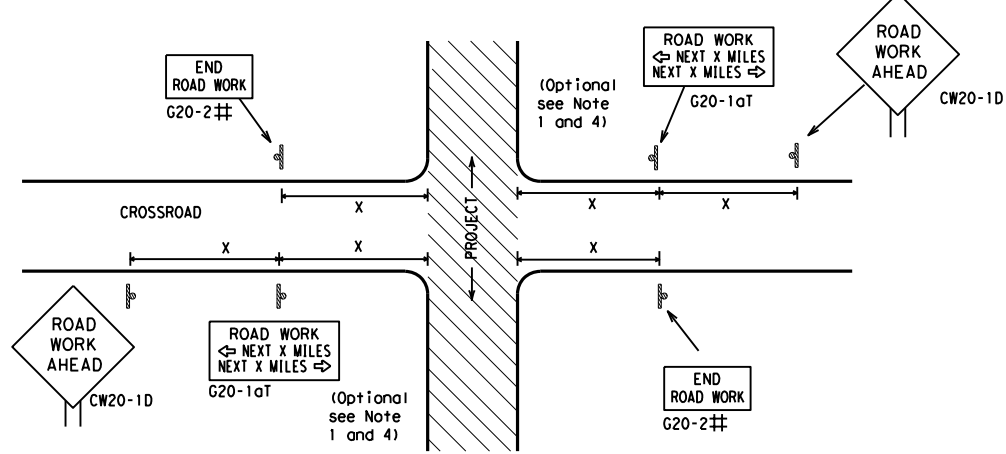 END
ROAD WORK
G20-2#
ROAD WORK
⇦ NEXT X MILES
NEXT X MILES ⇨
G20-1aT
(Optional
see Note
1 and 4)
ROAD
WORK
AHEAD
CW20-1D
X
X
X
CROSSROAD
PROJECT
X
X
X
ROAD
WORK
AHEAD
CW20-1D
ROAD WORK
⇦ NEXT X MILES
NEXT X MILES ⇨
G20-1aT
(Optional
see Note
1 and 4)
END
ROAD WORK
G20-2#